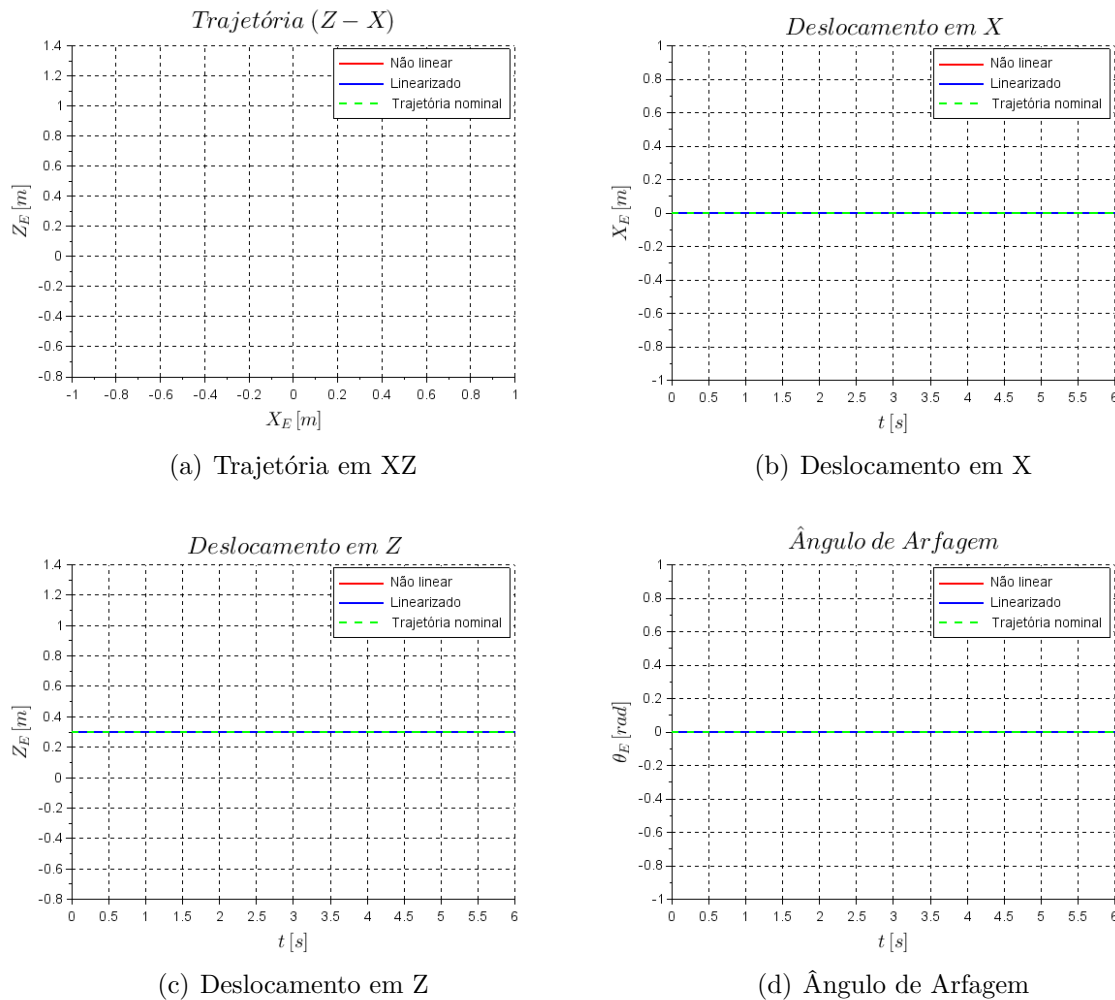 Trajetória (Z − X)
Não linear
Linearizado
Trajetória nominal
1.4
1.2
1
0.8
0.6
0.4
0.2
0
-0.2
-0.4
-0.6
-0.8
Z_E [m]
-1 -0.8 -0.6 -0.4 -0.2 0 0.2 0.4 0.6 0.8 1
X_E [m]
(a) Trajetória em XZ
Deslocamento em X
Não linear
Linearizado
Trajetória nominal
1
0.8
0.6
0.4
0.2
0
-0.2
-0.4
-0.6
-0.8
-1
X_E [m]
0 0.5 1 1.5 2 2.5 3 3.5 4 4.5 5 5.5 6
t [s]
(b) Deslocamento em X
Deslocamento em Z
Não linear
Linearizado
Trajetória nominal
1.4
1.2
1
0.8
0.6
0.4
0.2
0
-0.2
-0.4
-0.6
-0.8
Z_E [m]
0 0.5 1 1.5 2 2.5 3 3.5 4 4.5 5 5.5 6
t [s]
(c) Deslocamento em Z
Ângulo de Arfagem
Não linear
Linearizado
Trajetória nominal
1
0.8
0.6
0.4
0.2
0
-0.2
-0.4
-0.6
-0.8
-1
θ_E [rad]
0 0.5 1 1.5 2 2.5 3 3.5 4 4.5 5 5.5 6
t [s]
(d) Ângulo de Arfagem